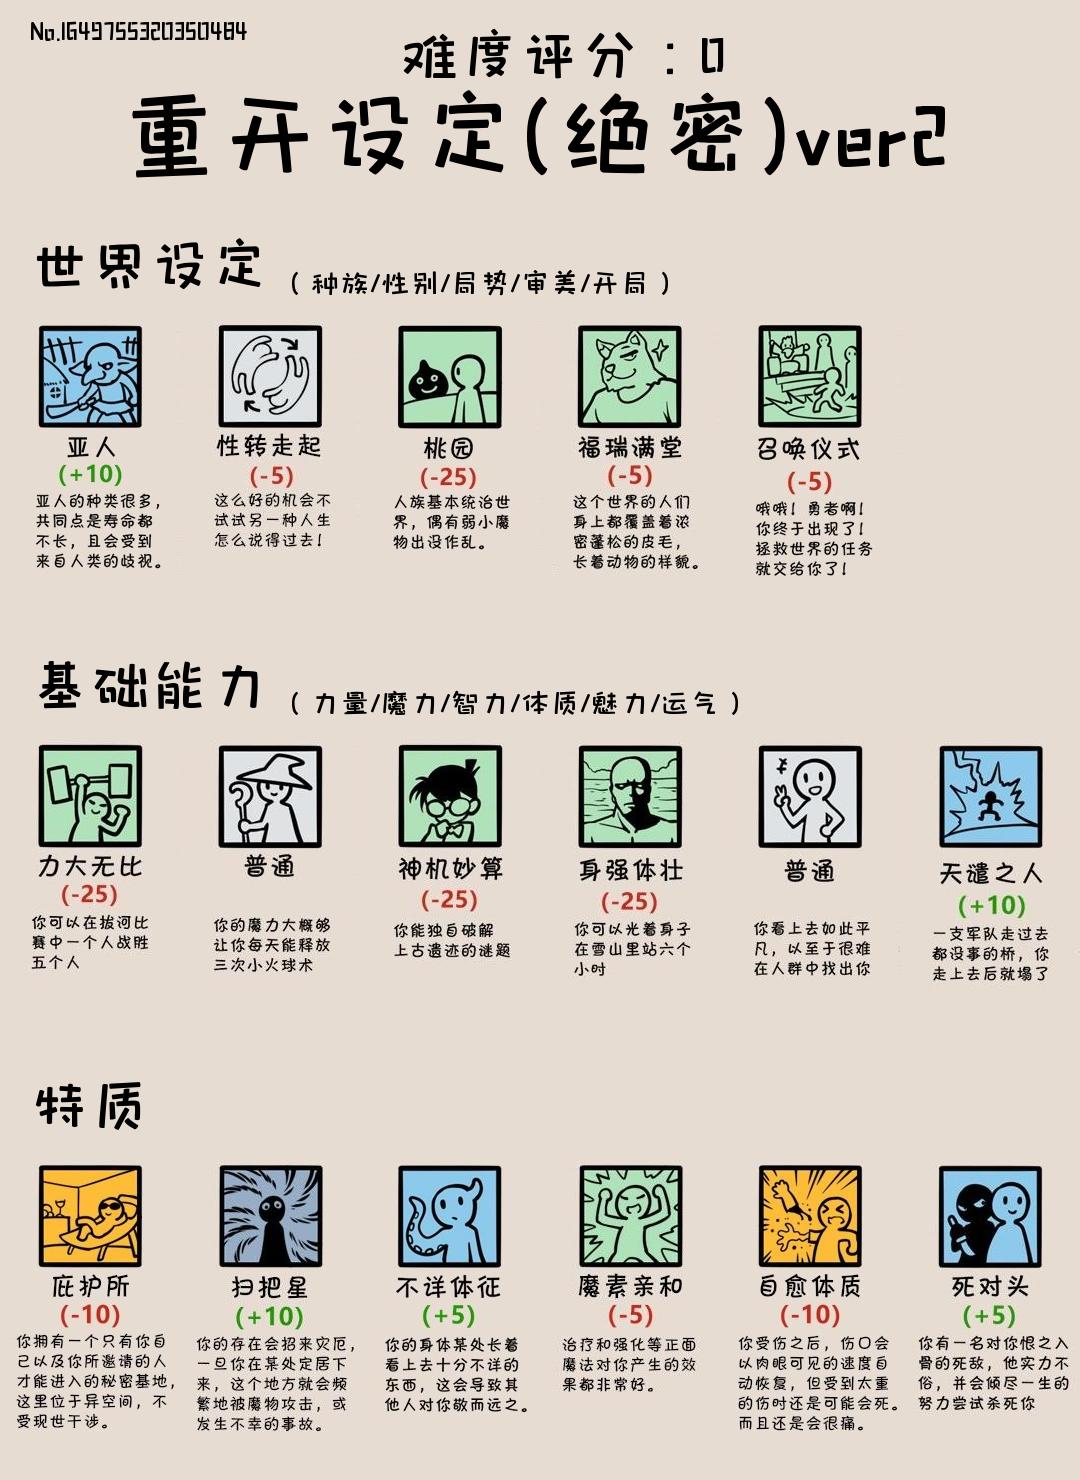 No.1649755320350484
难度评分：0
重开设定(绝密)ver2
世界设定
（种族/性别/局势/审美/开局）
亚人
(+10)
亚人的种类很多，
共同点是寿命都
不长，且会受到
来自人类的歧视。
性转走起
(-5)
这么好的机会不
试试另一种人生
怎么说得过去！
桃园
(-25)
人族基本统治世
界，偶有弱小魔
物出没作乱。
福瑞满堂
(-5)
这个世界的人们
身上都覆盖着浓
密蓬松的皮毛，
长着动物的样貌。
召唤仪式
(-5)
哦哦！勇者啊！
你终于出现了！
拯救世界的任务
就交给你了！
基础能力
（力量/魔力/智力/体质/魅力/运气）
力大无比
(-25)
你可以在拔河比
赛中一个人战胜
五个人
普通
你的魔力大概够
让你每天能释放
三次小火球术
神机妙算
(-25)
你能独自破解
上古遗迹的谜题
身强体壮
(-25)
你可以光着身子
在雪山里站六个
小时
普通
你看上去如此平
凡，以至于很难
在人群中找出你
天谴之人
(+10)
一支军队走过去
都没事的桥，你
走上去后就塌了
特质
庇护所
(-10)
你拥有一个只有你自
己以及你所邀请的人
才能进入的秘密基地，
这里位于异空间，不
受现世干涉。
扫把星
(+10)
你的存在会招来灾厄，
一旦你在某处定居下
来，这个地方就会频
繁地被魔物攻击，或
发生不幸的事故。
不详体征
(+5)
你的身体某处长着
看上去十分不详的
东西，这会导致其
他人对你敬而远之。
魔素亲和
(-5)
治疗和强化等正面
魔法对你产生的效
果都非常好。
自愈体质
(-10)
你受伤之后，伤口会
以肉眼可见的速度自
动恢复，但受到太重
的伤时还是可能会死。
而且还是会很痛。
死对头
(+5)
你有一名对你恨之入
骨的死敌，他实力不
俗，并会倾尽一生的
努力尝试杀死你